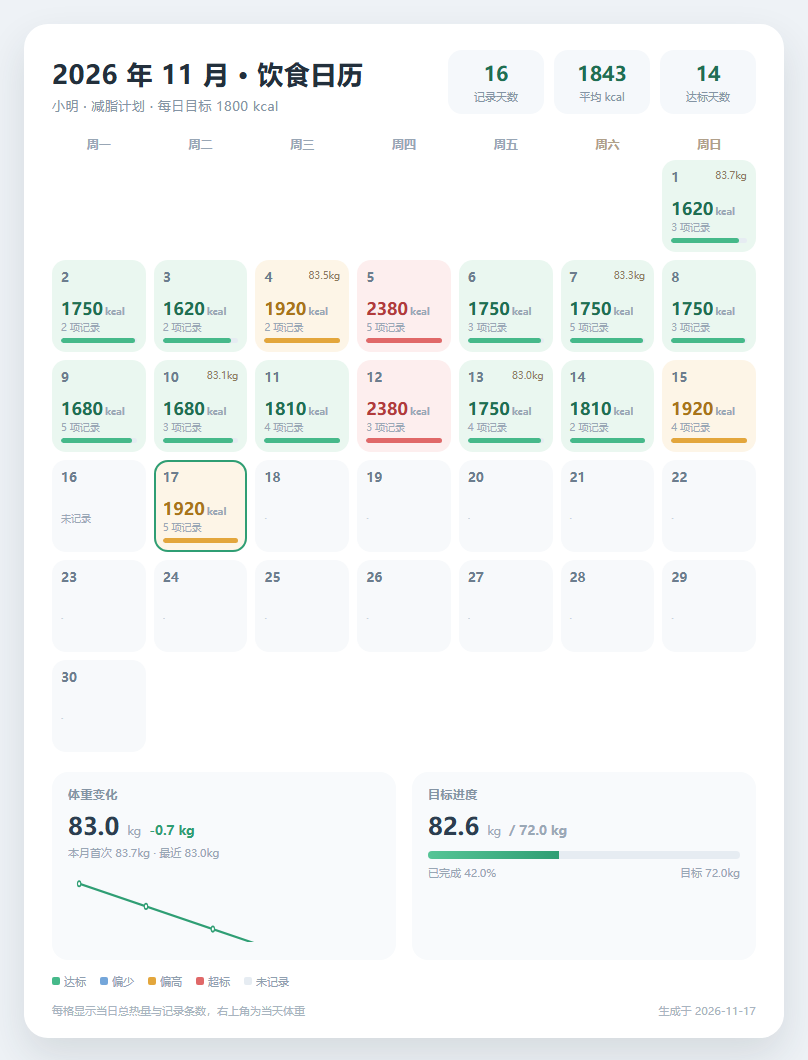 2026 年 11 月 · 饮食日历
小明 · 减脂计划 · 每日目标 1800 kcal
16
记录天数
1843
平均 kcal
14
达标天数
周一 周二 周三 周四 周五 周六 周日
1 83.7kg
1620 kcal
3 项记录
2
1750 kcal
2 项记录
3
1620 kcal
2 项记录
4 83.5kg
1920 kcal
2 项记录
5
2380 kcal
5 项记录
6
1750 kcal
3 项记录
7 83.3kg
1750 kcal
5 项记录
8
1750 kcal
3 项记录
9
1680 kcal
5 项记录
10 83.1kg
1680 kcal
3 项记录
11
1810 kcal
4 项记录
12
2380 kcal
3 项记录
13 83.0kg
1750 kcal
4 项记录
14
1810 kcal
2 项记录
15
1920 kcal
4 项记录
16
未记录
17
1920 kcal
5 项记录
18
·
19
·
20
·
21
·
22
·
23
·
24
·
25
·
26
·
27
·
28
·
29
·
30
·
体重变化
83.0 kg -0.7 kg
本月首次 83.7kg · 最近 83.0kg
目标进度
82.6 kg / 72.0 kg
已完成 42.0% 目标 72.0kg
达标 偏少 偏高 超标 未记录
每格显示当日总热量与记录条数，右上角为当天体重
生成于 2026-11-17